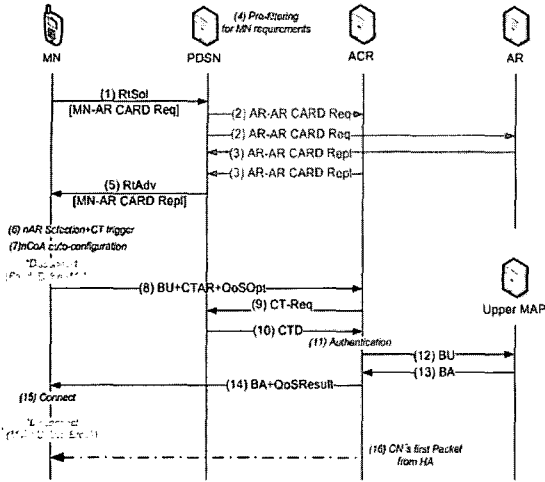 (4) Pre-filtering
for MN requirements
MN
PDSN
ACR
AR
(1) RtSol
[MN-AR CARD Req]
(2) AR-AR CARD Req
(2) AR-AR CARD Req
(3) AR-AR CARD Repl
(3) AR-AR CARD Repl
(5) RtAdv
[MN-AR CARD Repl]
(6) nAR Selection+CT trigger
(7)nCoA auto-configuration
(8) BU+CTAR+QoSOpt
(9) CT-Req
Upper MAP
(10) CTD
(11) Authentication
(12) BU
(13) BA
(14) BA+QoSResult
(15) Connect
(16) CN's first Packet
from HA